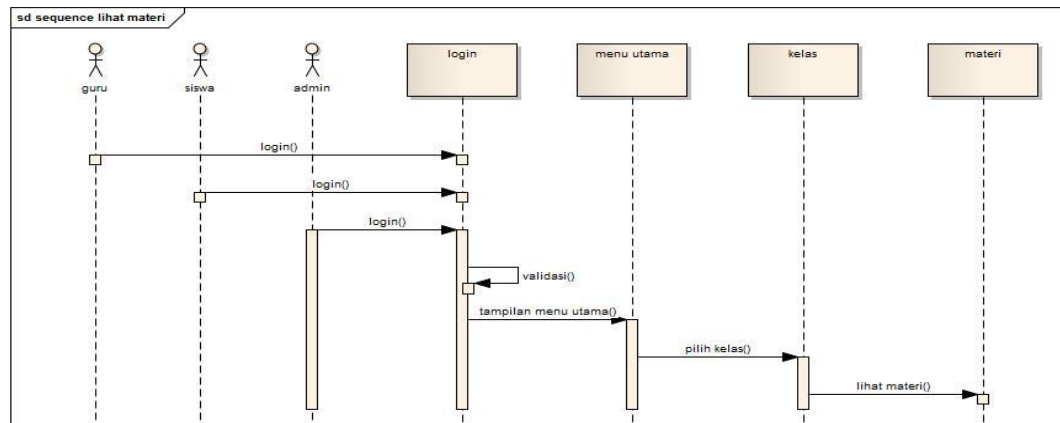 sd sequence lihat materi
guru
siswa
admin
login
menu utama
kelas
materi
login()
login()
login()
validasi()
tampilan menu utama()
pilih kelas()
lihat materi()